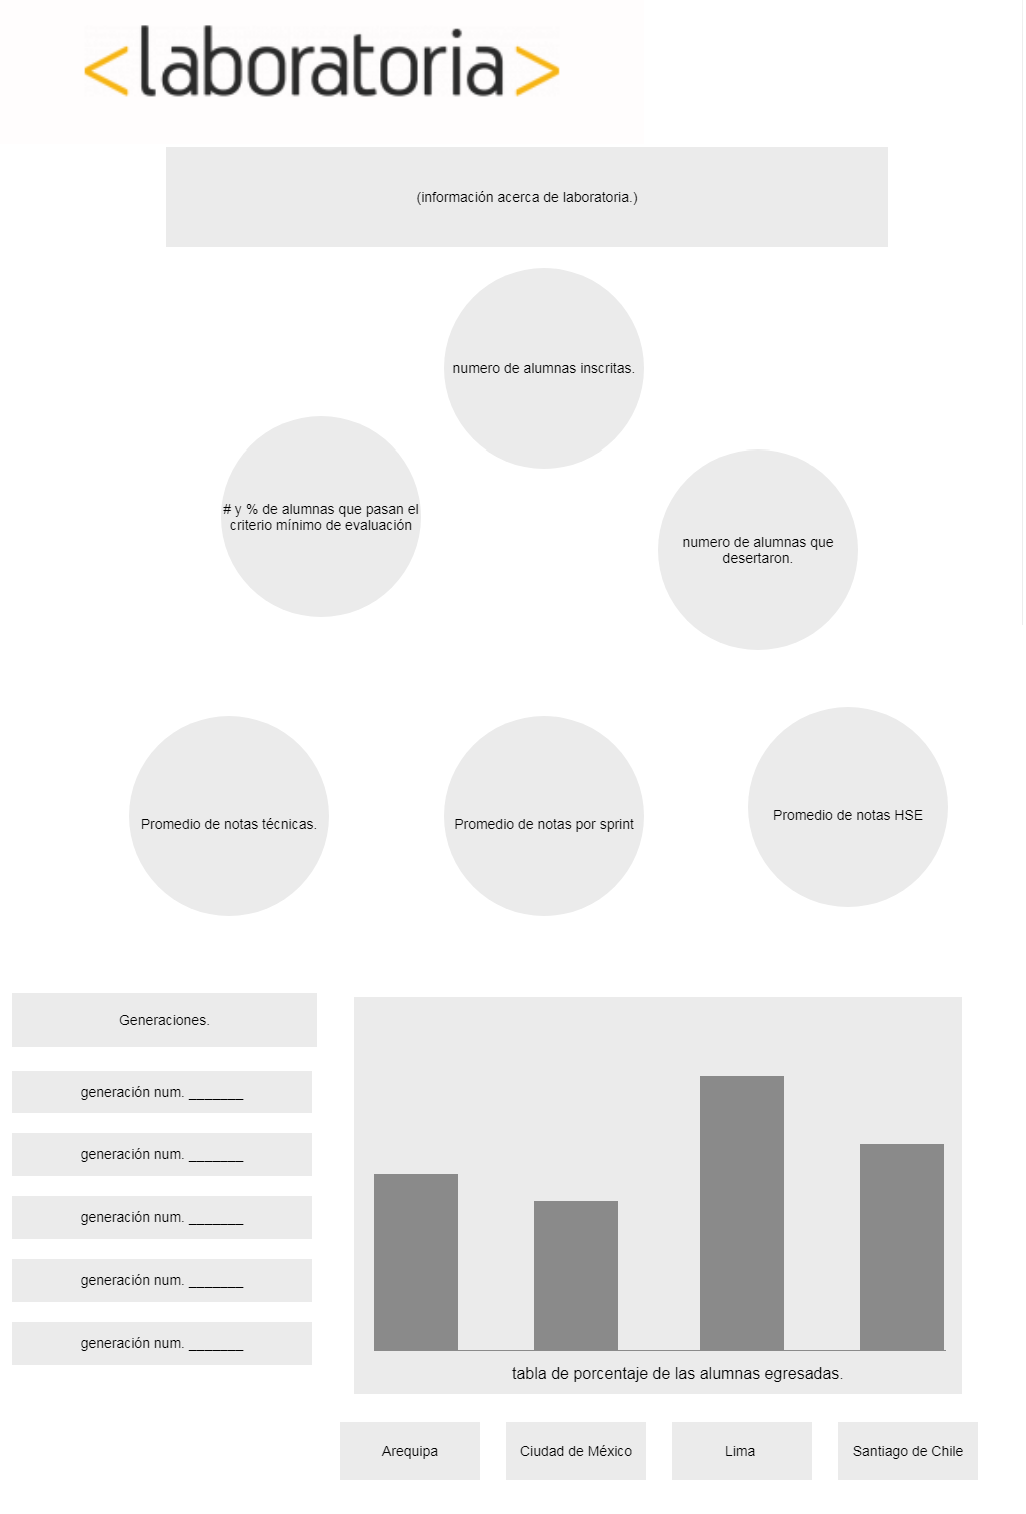 <laboratoria>
(información acerca de laboratoria.)
numero de alumnas inscritas.
# y % de alumnas que pasan el
criterio mínimo de evaluación
numero de alumnas que
desertaron.
Promedio de notas técnicas.
Promedio de notas por sprint
Promedio de notas HSE
Generaciones.
generación num. _______
generación num. _______
generación num. _______
generación num. _______
generación num. _______
tabla de porcentaje de las alumnas egresadas.
Arequipa
Ciudad de México
Lima
Santiago de Chile